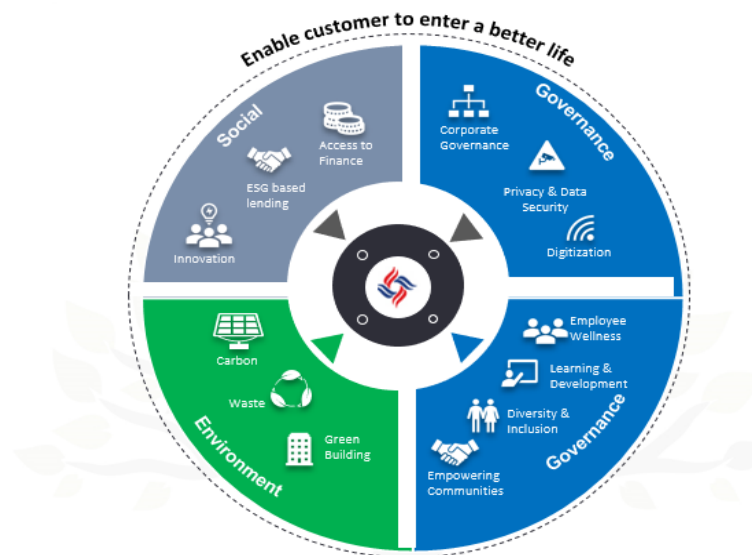 Enable customer to enter a better life
Social
Access to
Finance
ESG based
lending
Innovation
Governance
Corporate
Governance
Privacy & Data
Security
Digitization
Carbon
Waste
Green
Building
Environment
Employee
Wellness
Learning &
Development
Diversity &
Inclusion
Empowering
Communities
Governance